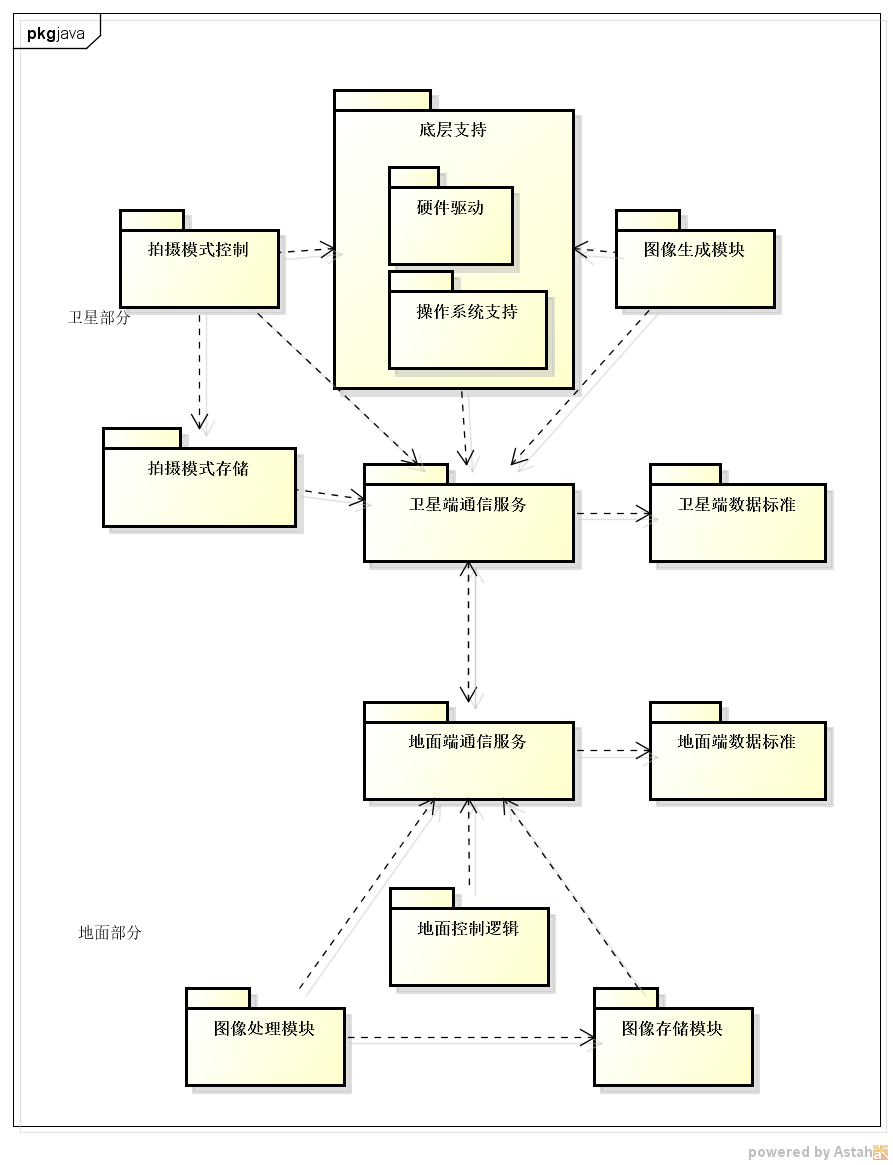 pkgjava
底层支持
硬件驱动
拍摄模式控制
图像生成模块
操作系统支持
卫星部分
拍摄模式存储
卫星端通信服务
卫星端数据标准
地面端通信服务
地面端数据标准
地面控制逻辑
地面部分
图像处理模块
图像存储模块
powered by Astah